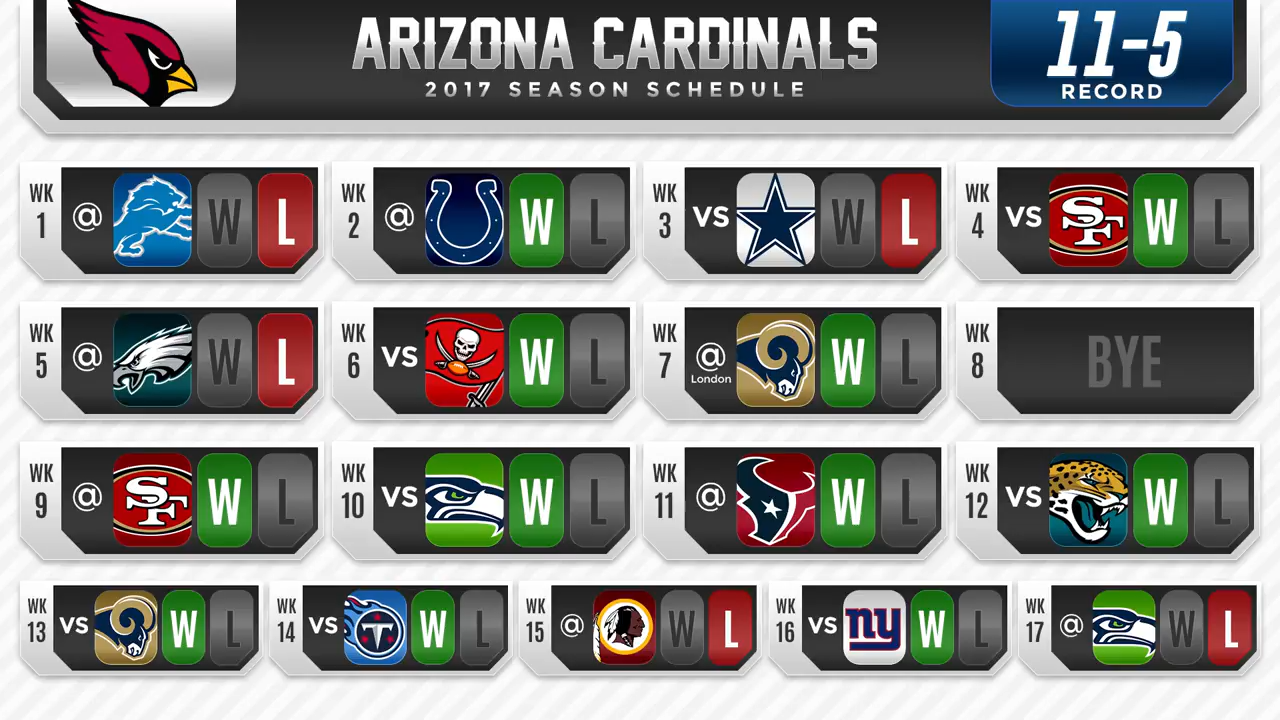 ARIZONA CARDINALS
2017 SEASON SCHEDULE
11-5
RECORD
WK 1 @ W L
WK 2 @ W L
WK 3 VS W L
WK 4 VS SF W L
WK 5 @ W L
WK 6 VS W L
WK 7 @ London W L
WK 8 BYE
WK 9 @ SF W L
WK 10 VS W L
WK 11 @ W L
WK 12 VS W L
WK 13 VS W L
WK 14 VS T W L
WK 15 @ W L
WK 16 VS ny W L
WK 17 @ W L